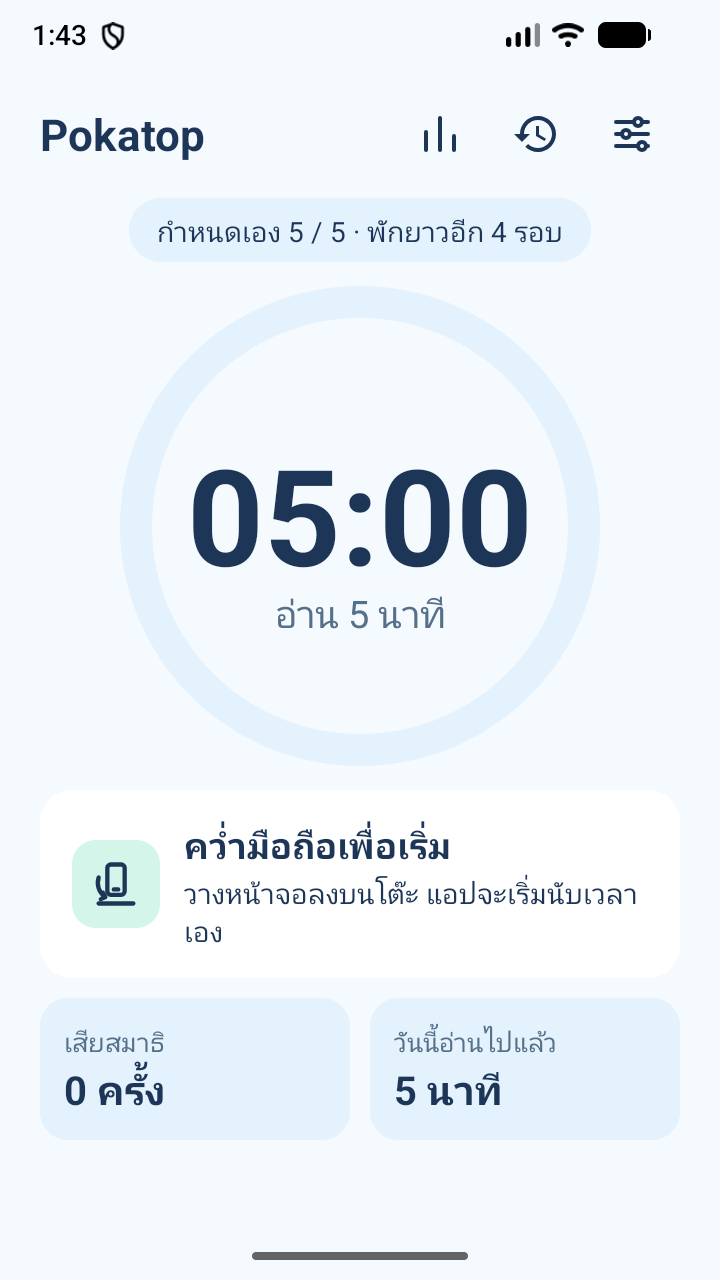 1:43
Pokatop
กำหนดเอง 5 / 5 · พักยาวอีก 4 รอบ
05:00
อ่าน 5 นาที
คว่ำมือถือเพื่อเริ่ม
วางหน้าจอลงบนโต๊ะ แอปจะเริ่มนับเวลา
เอง
เสียสมาธิ
0 ครั้ง
วันนี้อ่านไปแล้ว
5 นาที